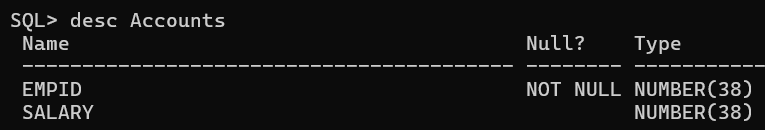 SQL> desc Accounts
Name Null? Type
----------------------------------------- -------- -----------
EMPID NOT NULL NUMBER(38)
SALARY NUMBER(38)